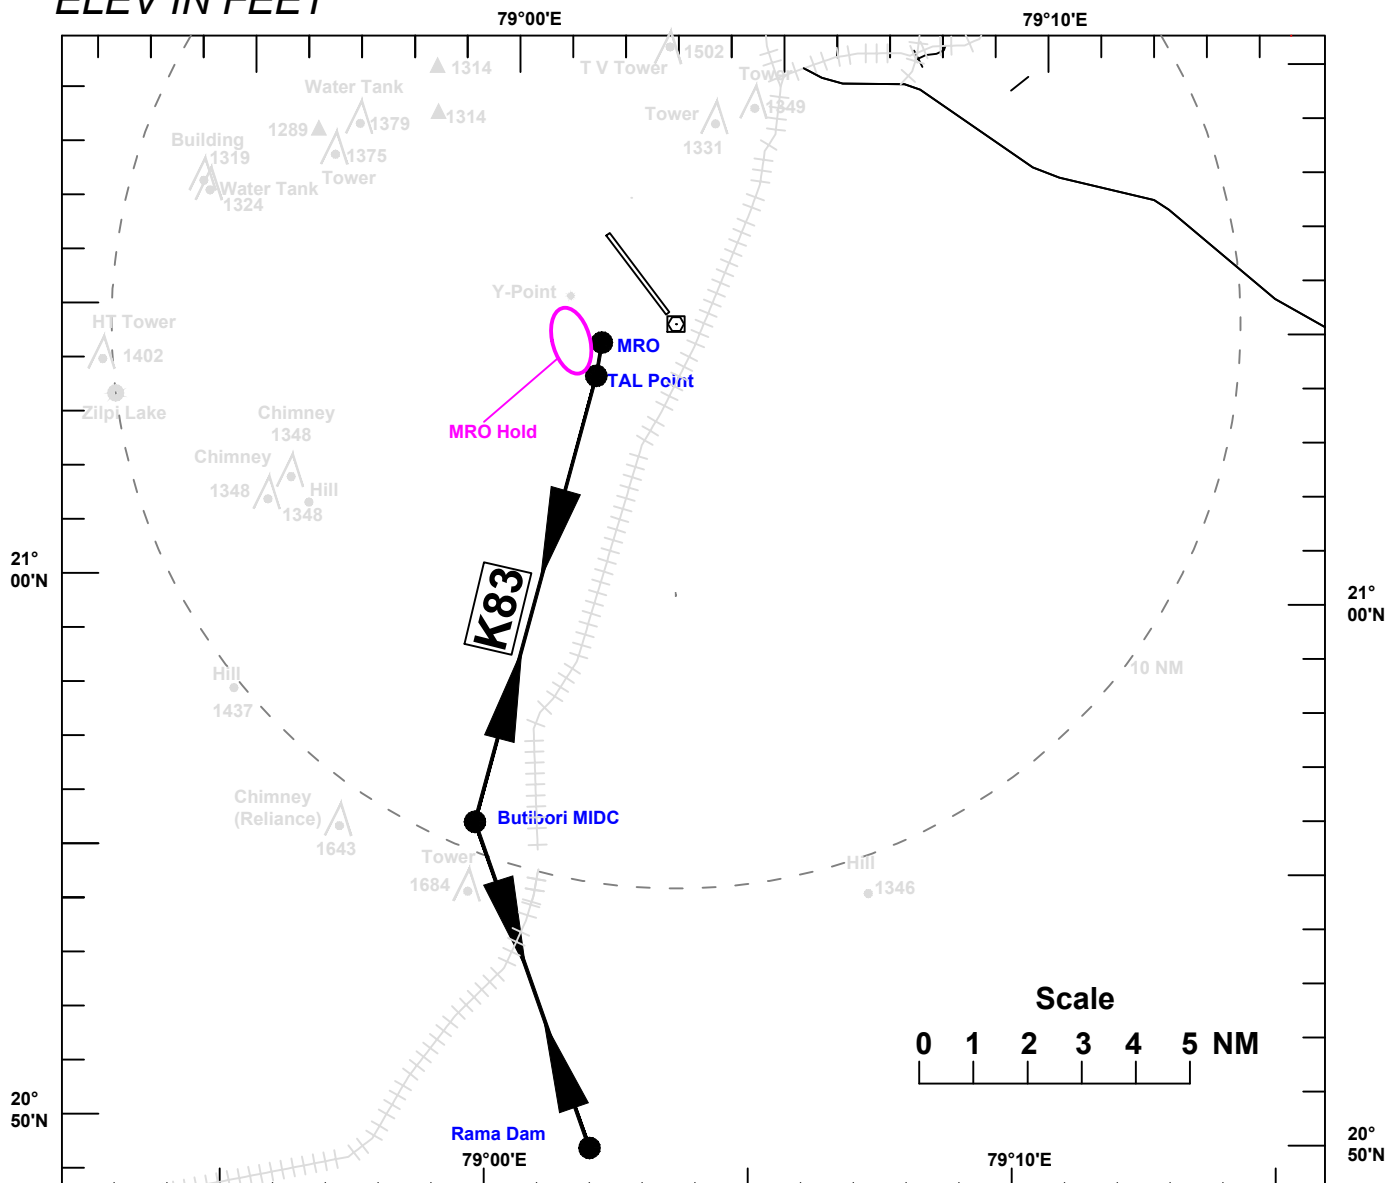 ELEV IN FEET
79°00'E
79°10'E
1502
T V Tower
1314
Tower
1349
Water Tank
1379
1314
Tower
1331
1289
Building
1319
1375
Tower
Water Tank
1324
Y-Point
HT Tower
1402
MRO
TAL Point
Zilpi Lake
Chimney
1348
MRO Hold
Chimney
1348
Hill
1348
21°
00'N
K83
21°
00'N
10 NM
Hill
1437
Chimney
(Reliance)
1643
Butibori MIDC
Tower
1684
Hill
1346
Scale
0 1 2 3 4 5 NM
20°
50'N
Rama Dam
20°
50'N
79°00'E
79°10'E